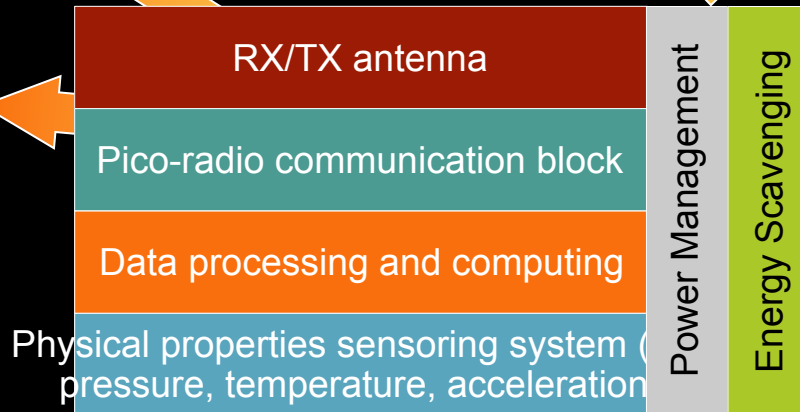 RX/TX antenna
Pico-radio communication block
Data processing and computing
Physical properties sensoring system (
pressure, temperature, acceleration
Power Management
Energy Scavenging